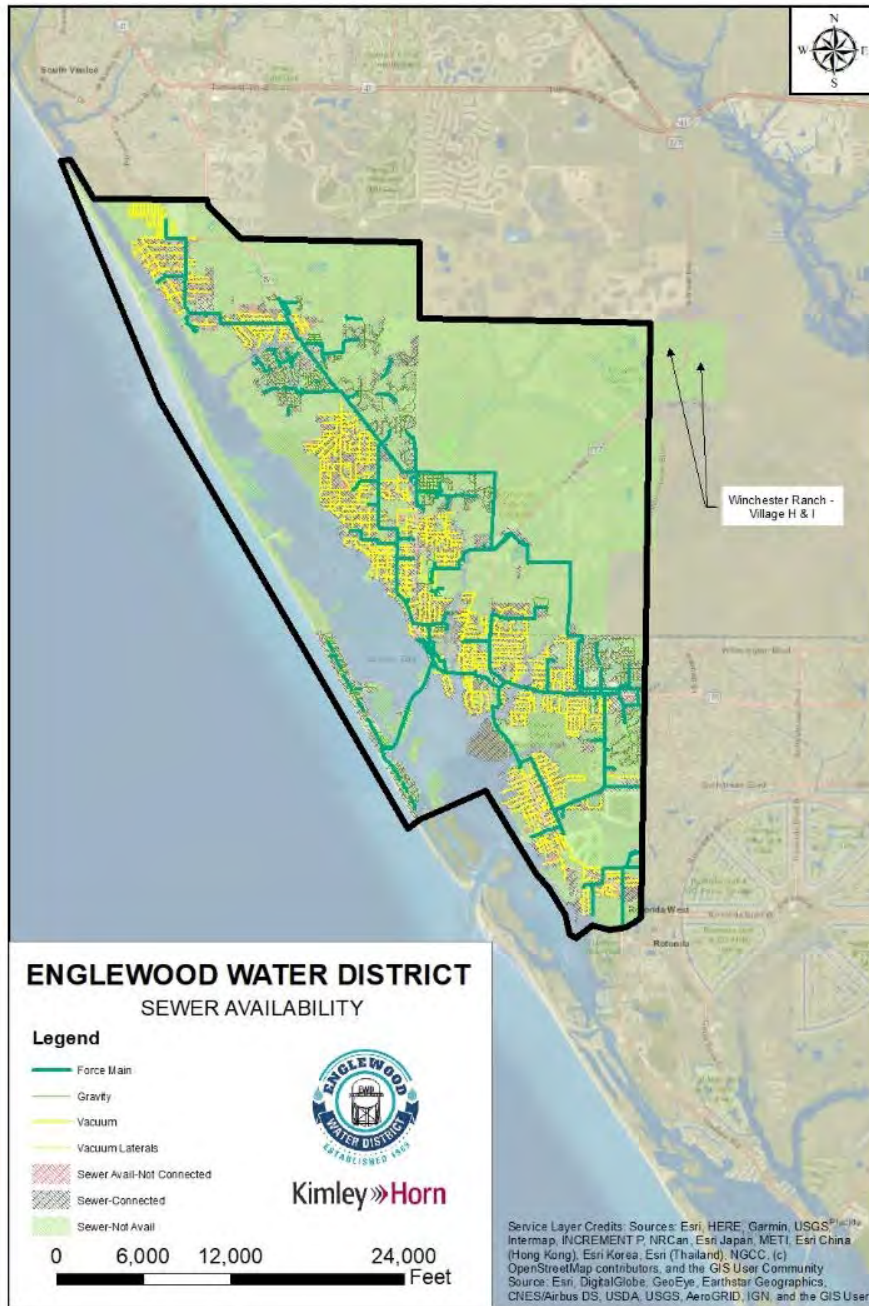 N
W
E
S
South Venice
41
41
Winchester Ranch -
Village H & I
Rotonda West
Rotonda
Placida
ENGLEWOOD WATER DISTRICT
SEWER AVAILABILITY
Legend
Force Main
Gravity
Vacuum
Vacuum Laterals
Sewer Avail-Not Connected
Sewer-Connected
Sewer-Not Avail
ENGLEWOOD
EWD
WATER DISTRICT
ESTABLISHED
Kimley»Horn
0 6,000 12,000 24,000
Feet
Service Layer Credits: Sources: Esri, HERE, Garmin, USGS,
Intermap, INCREMENT P, NRCan, Esri Japan, METI, Esri China
(Hong Kong), Esri Korea, Esri (Thailand), NGCC, (c)
OpenStreetMap contributors, and the GIS User Community
Source: Esri, DigitalGlobe, GeoEye, Earthstar Geographics,
CNES/Airbus DS, USDA, USGS, AeroGRID, IGN, and the GIS User